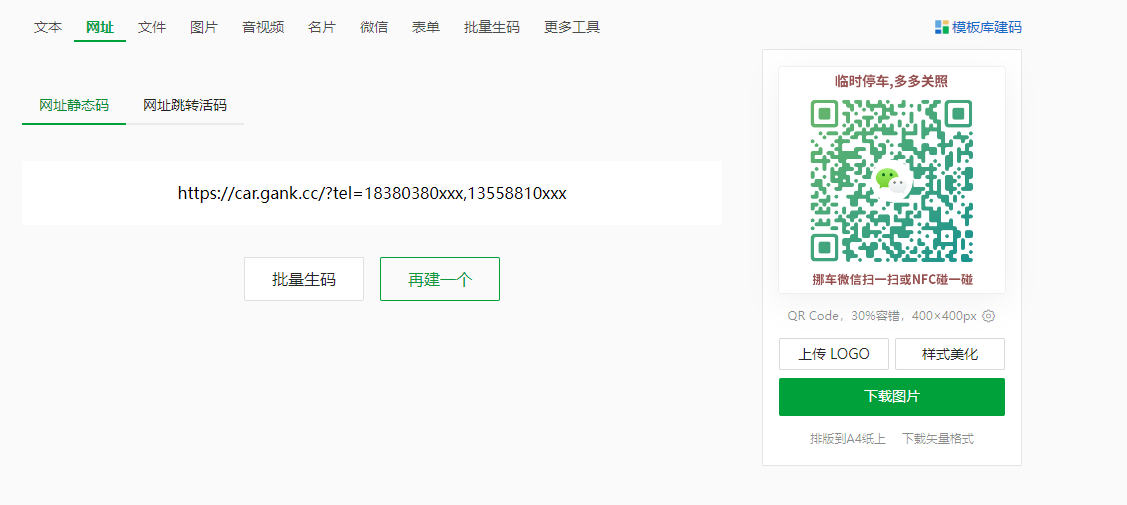 文本 网址 文件 图片 音视频 名片 微信 表单 批量生码 更多工具 模板库建码
网址静态码 网址跳转活码
https://car.gank.cc/?tel=18380380xxx,13558810xxx
批量生码 再建一个
临时停车,多多关照
挪车微信扫一扫或NFC碰一碰
QR Code，30%容错，400×400px
上传 LOGO 样式美化
下载图片
排版到A4纸上 下载矢量格式